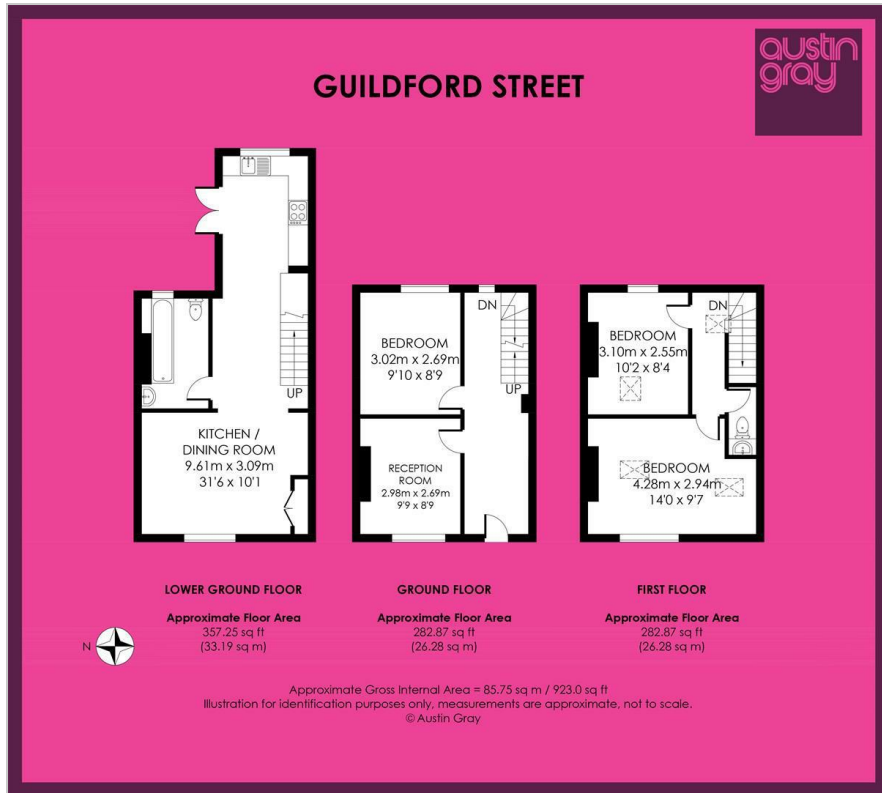 austin
gray
GUILDFORD STREET
KITCHEN /
DINING ROOM
9.61m x 3.09m
31'6 x 10'1
UP
BEDROOM
3.02m x 2.69m
9'10 x 8'9
RECEPTION
ROOM
2.98m x 2.69m
9'9 x 8'9
DN
UP
BEDROOM
3.10m x 2.55m
10'2 x 8'4
DN
BEDROOM
4.28m x 2.94m
14'0 x 9'7
LOWER GROUND FLOOR
Approximate Floor Area
357.25 sq ft
(33.19 sq m)
GROUND FLOOR
Approximate Floor Area
282.87 sq ft
(26.28 sq m)
FIRST FLOOR
Approximate Floor Area
282.87 sq ft
(26.28 sq m)
N
Approximate Gross Internal Area = 85.75 sq m / 923.0 sq ft
Illustration for identification purposes only, measurements are approximate, not to scale.
© Austin Gray